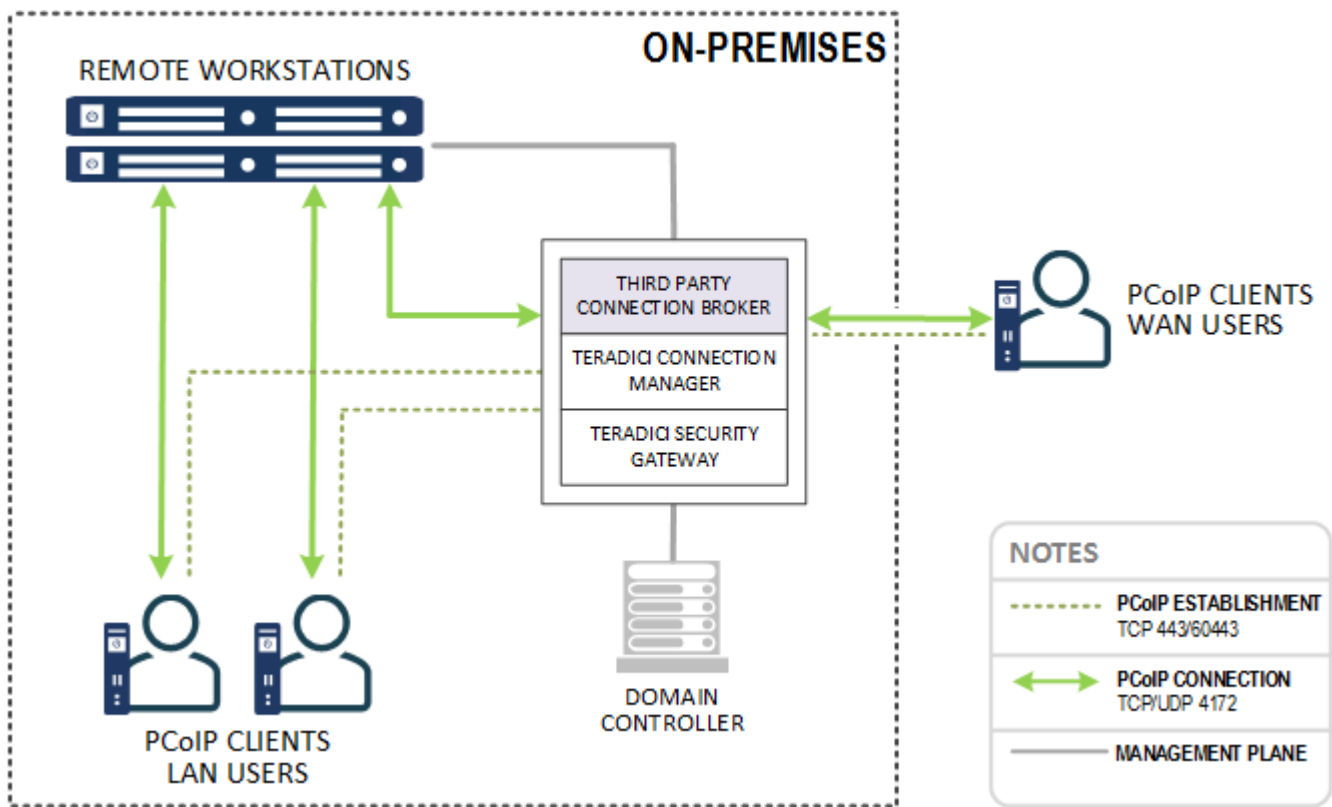 ON-PREMISES
REMOTE WORKSTATIONS
THIRD PARTY
CONNECTION BROKER
TERADICI CONNECTION
MANAGER
TERADICI SECURITY
GATEWAY
PCoIP CLIENTS
WAN USERS
DOMAIN
CONTROLLER
PCoIP CLIENTS
LAN USERS
NOTES
PCoIP ESTABLISHMENT
TCP 443/60443
PCoIP CONNECTION
TCP/UDP 4172
MANAGEMENT PLANE